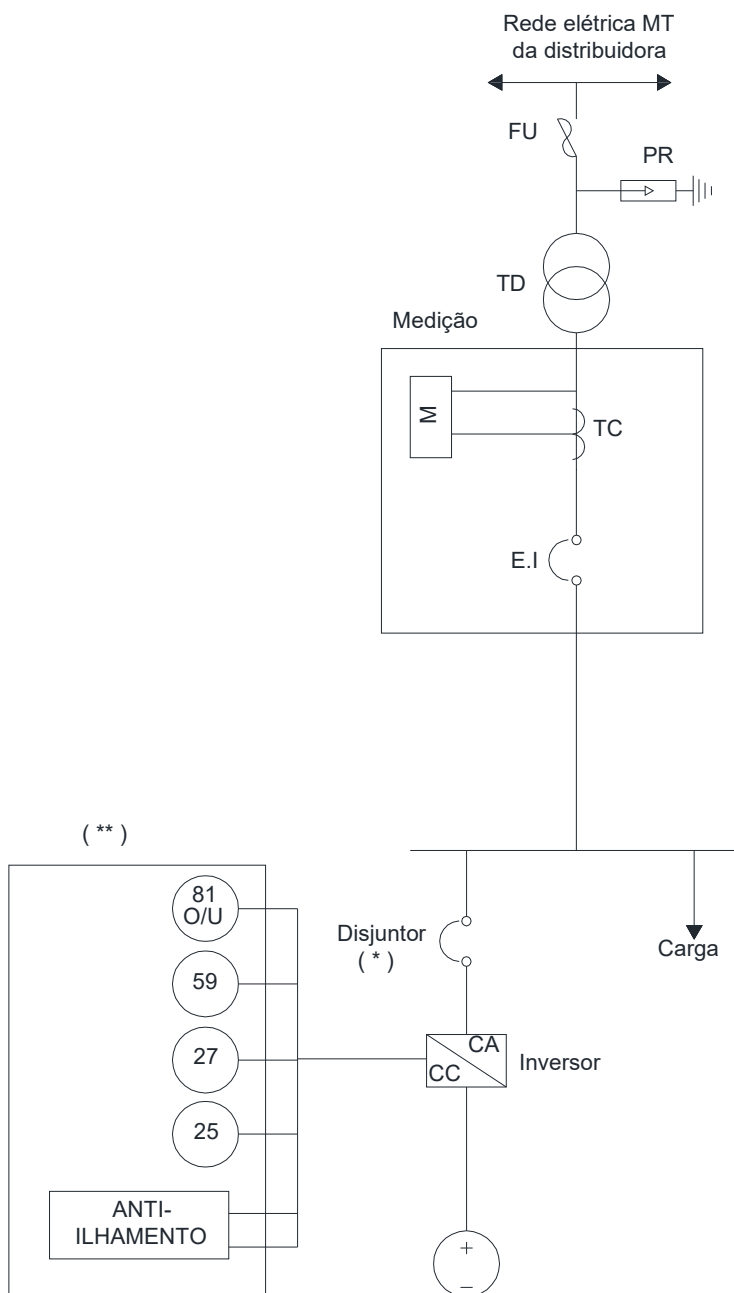 Rede elétrica MT
da distribuidora
FU
PR
TD
Medição
M
TC
E.I
( ** )
81
O/U
59
27
25
ANTI-
ILHAMENTO
Disjuntor
( * )
Carga
CA
CC
Inversor
+
−